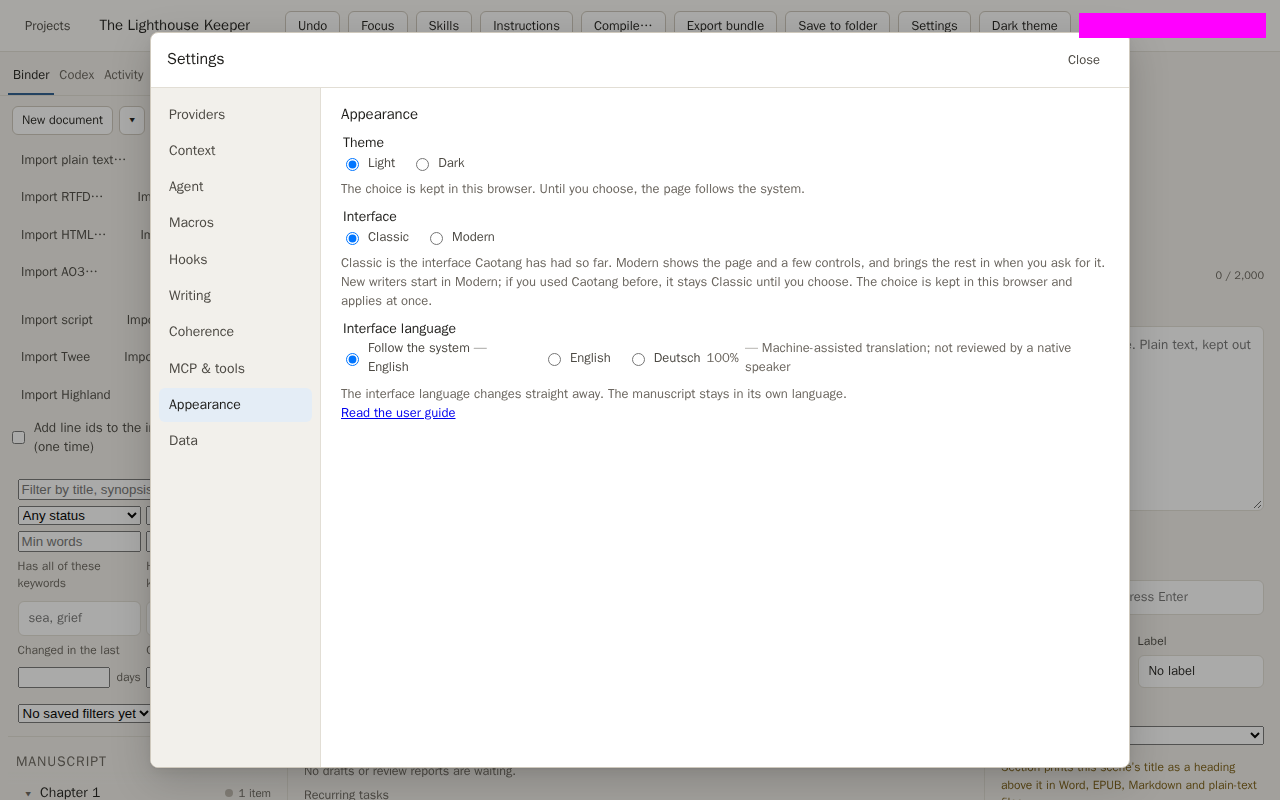 Projects
The Lighthouse Keeper
Undo
Focus
Skills
Instructions
Compile…
Export bundle
Save to folder
Settings
Dark theme
Binder
Codex
Activity
New document
▾
Import plain text…
Import RTFD…
Import HTML…
Import AO3…
Import script
Import Twee
Import Highland
Add line ids to the
(one time)
Filter by title, synopsis
Any status
Min words
Has all of these
keywords
sea, grief
Changed in the last
days
No saved filters yet
MANUSCRIPT
▾ Chapter 1
1 item
Settings
Close
Providers
Context
Agent
Macros
Hooks
Writing
Coherence
MCP & tools
Appearance
Data
Appearance
Theme
Light
Dark
The choice is kept in this browser. Until you choose, the page follows the system.
Interface
Classic
Modern
Classic is the interface Caotang has had so far. Modern shows the page and a few controls, and brings the rest in when you ask for it.
New writers start in Modern; if you used Caotang before, it stays Classic until you choose. The choice is kept in this browser and
applies at once.
Interface language
Follow the system — English
English
Deutsch 100% — Machine-assisted translation; not reviewed by a native speaker
The interface language changes straight away. The manuscript stays in its own language.
Read the user guide
No drafts or review reports are waiting.
Recurring tasks
0 / 2,000
Plain text, kept out
Enter
Label
No label
Section prints this scene's title as a heading
above it in Word, EPUB, Markdown and plain-text